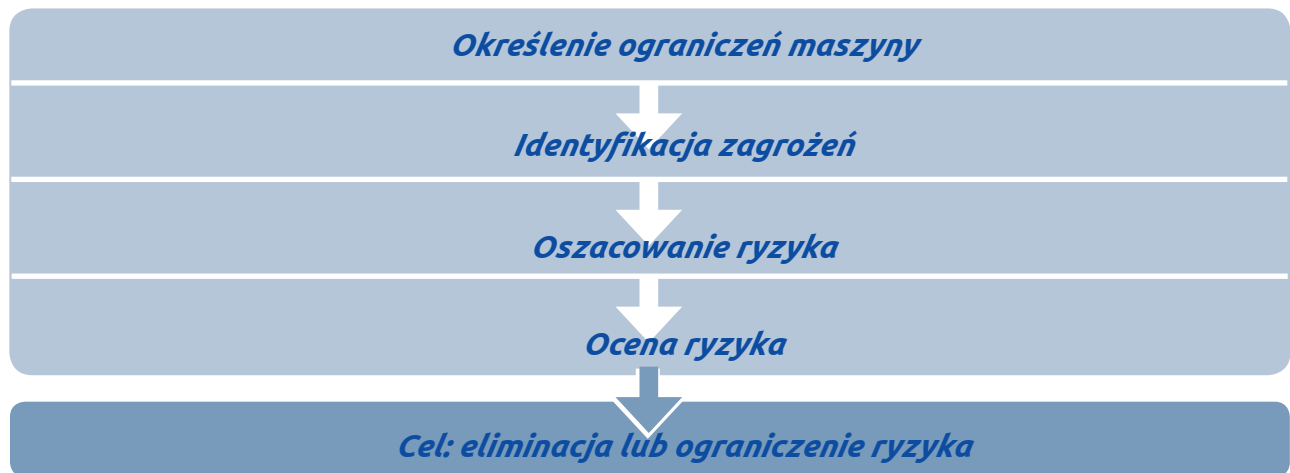 Określenie ograniczeń maszyny
Identyfikacja zagrożeń
Oszacowanie ryzyka
Ocena ryzyka
Cel: eliminacja lub ograniczenie ryzyka